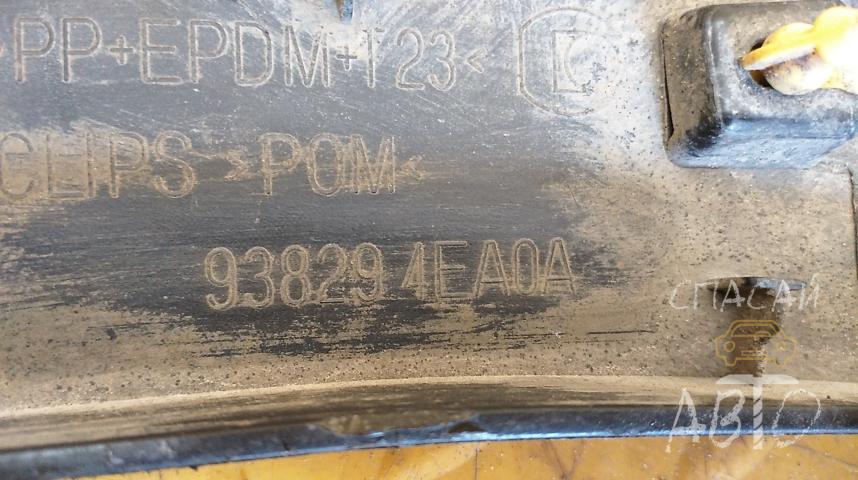 >PP+EPDM+T23<
CLIPS >POM<
93829 4EA0A
СПАСАЙ
АВТО